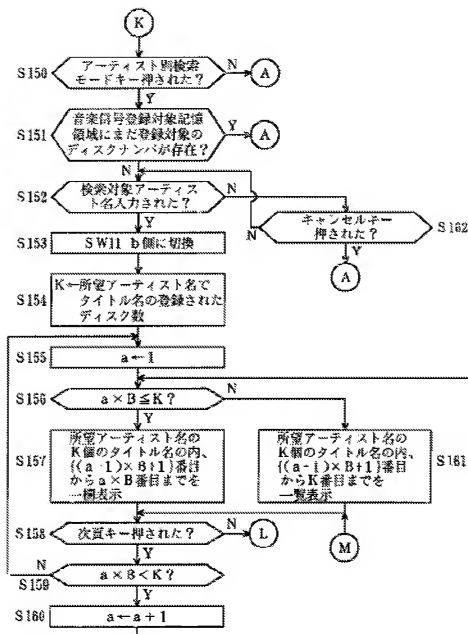 K
S150
アーティスト別検索
モードキー押された?
N
A
Y
S151
音楽信号登録対象記憶
領域にまだ登録対象の
ディスクナンバが存在?
Y
A
N
S152
検索対象アーティス
ト名入力された?
N
Y
キャンセルキー
押された?
S162
N
Y
A
S153
SW11 b側に切換
S154
K←所望アーティスト名で
タイトル名の登録された
ディスク数
S155
a←1
S156
a×B≦K?
N
Y
S157
所望アーティスト名の
K個のタイトル名の内、
{(a-1)×B+1}番目
からa×B番目までを
一欄表示
所望アーティスト名の
K個のタイトル名の内、
{(a-1)×B+1}番目
からK番目までを
一覧表示
S161
S158
次頁キー押された?
N
L
M
Y
N
S159
a×B<K?
Y
S160
a←a+1